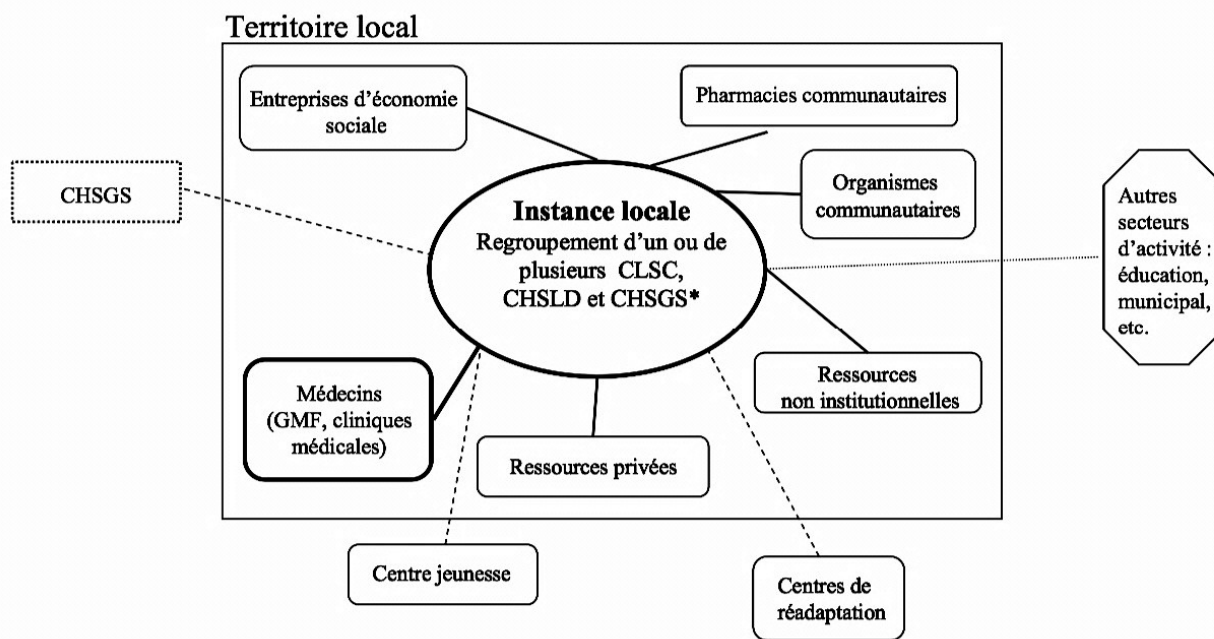 Territoire local
Entreprises d'économie
sociale
Pharmacies communautaires
CHSGS
Organismes
communautaires
Instance locale
Regroupement d'un ou de
plusieurs CLSC,
CHSLD et CHSGS*
Autres
secteurs
d'activité :
éducation,
municipal,
etc.
Médecins
(GMF, cliniques
médicales)
Ressources
non institutionnelles
Ressources privées
Centre jeunesse
Centres de
réadaptation